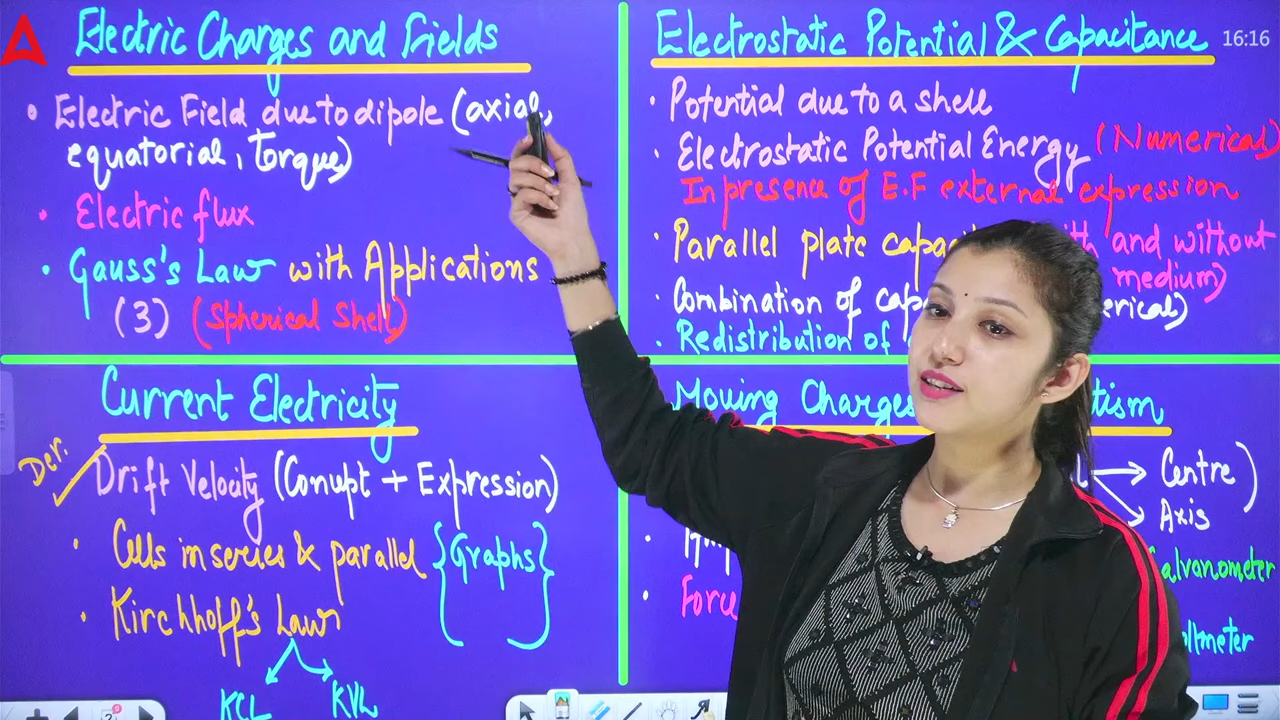 Electric Charges and Fields
• Electric Field due to dipole (axial,
equatorial, torque)
• Electric flux
• Gauss's Law with Applications
(3) (Spherical Shell)
Electrostatic Potential & Capacitance
16:16
• Potential due to a shell
• Electrostatic Potential Energy (Numerical)
In presence of E.F external expression
• Parallel plate with and without
medium)
• Combination of
• Redistribution of
Current Electricity
Der.
Drift Velocity (Concept + Expression)
• Cells in series & parallel {Graphs}
• Kirchhoff's Law
KCL KVL
Moving Charges
Centre)
Axis
Galvanometer
• Force